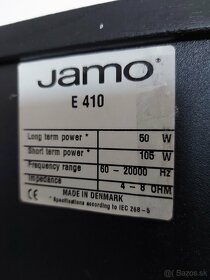 Jamo®
E 410
Long term power * 50 W
Short term power * 105 W
Frequency range 60 - 20000 Hz
Impedance 4 - 8 OHM
CE MADE IN DENMARK
* Specifications according to IEC 268-5
bazos.sk